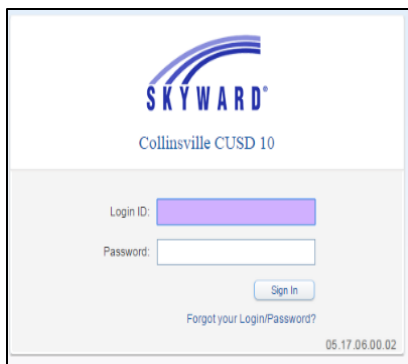 SKYWARD®
Collinsville CUSD 10
Login ID:
Password:
Sign In
Forgot your Login/Password?
05.17.06.00.02